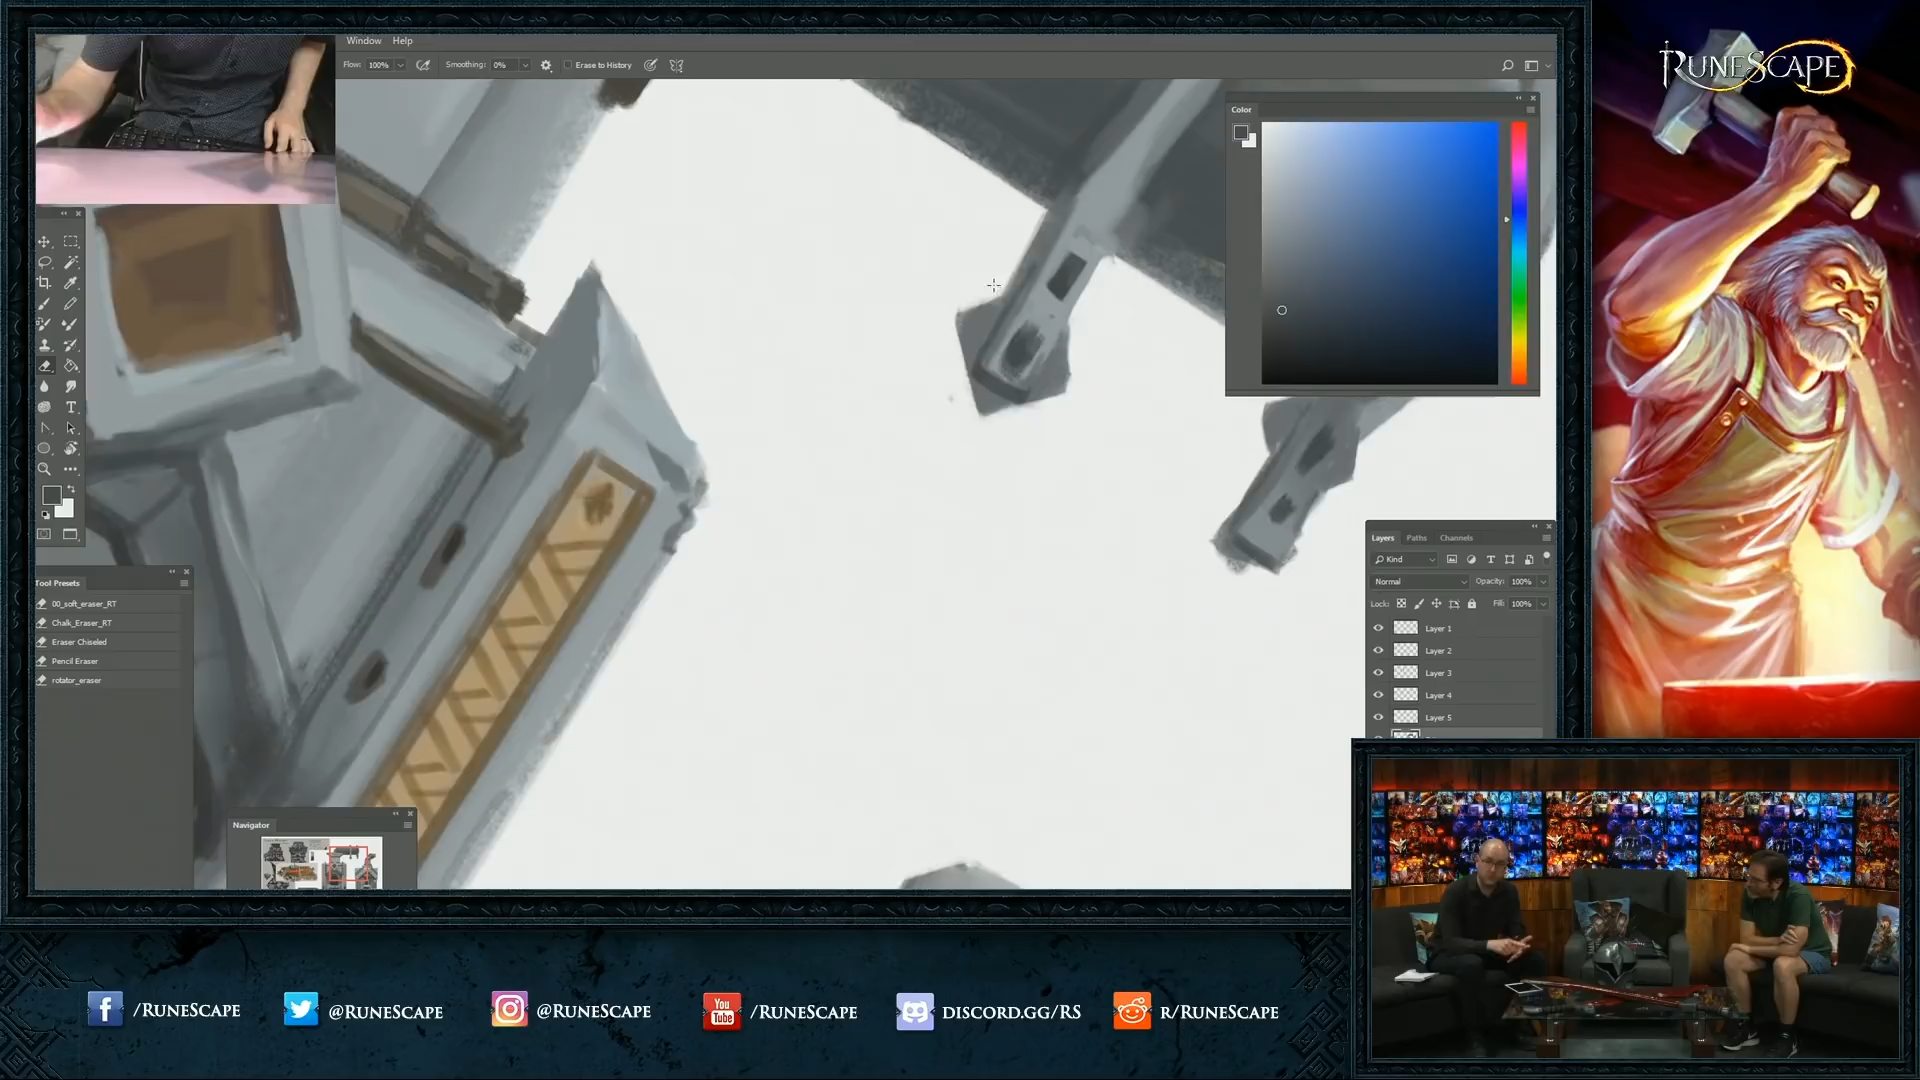 Window Help
Flow: 100% Smoothing: 0% Erase to History
Color
RUNESCAPE
Tool Presets
00_soft_eraser_RT
Chalk_Eraser_RT
Eraser Chiseled
Pencil Eraser
rotator_eraser
Navigator
Layers Paths Channels
Kind
Normal Opacity: 100%
Lock: Fill: 100%
Layer 1
Layer 2
Layer 3
Layer 4
Layer 5
/RUNESCAPE
@RUNESCAPE
@RUNESCAPE
You Tube /RUNESCAPE
DISCORD.GG/RS
R/RUNESCAPE